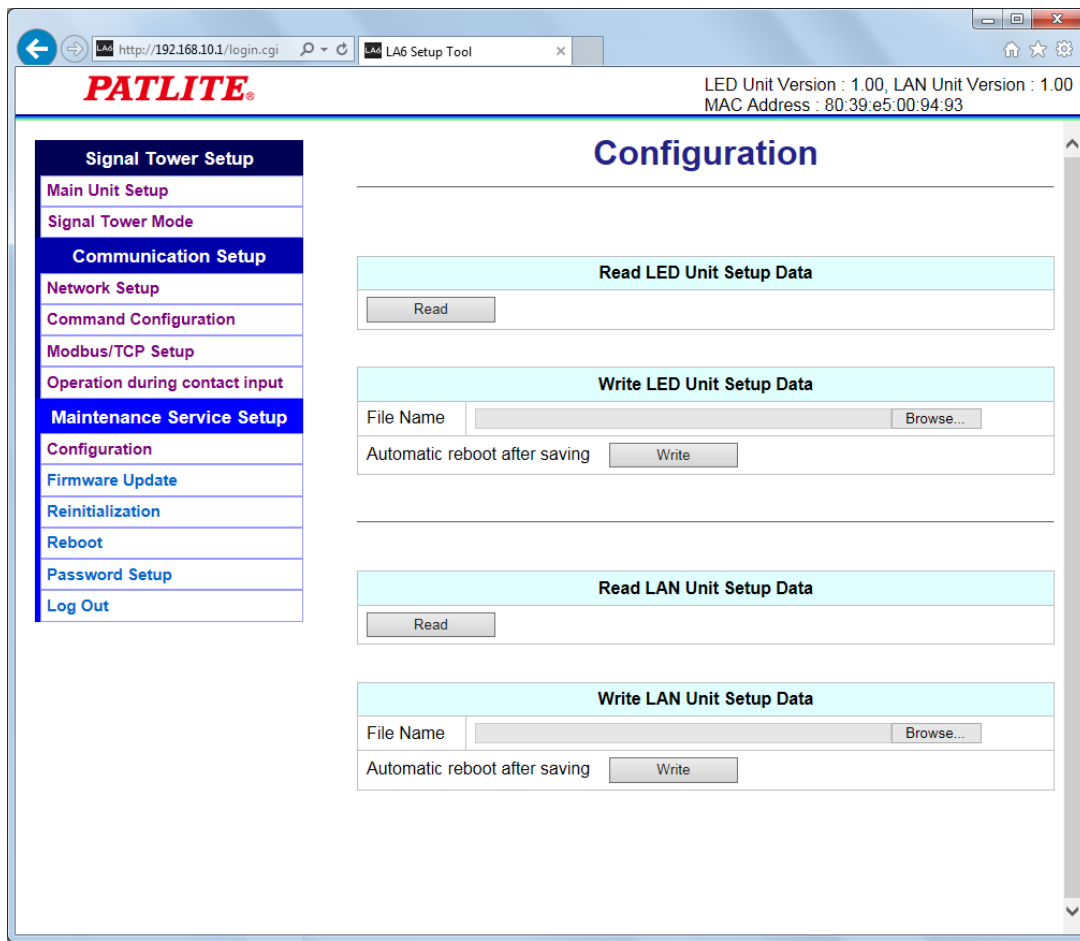 http://192.168.10.1/login.cgi
LA6 LA6 Setup Tool
PATLITE®
LED Unit Version : 1.00, LAN Unit Version : 1.00
MAC Address : 80:39:e5:00:94:93
Signal Tower Setup
Main Unit Setup
Signal Tower Mode
Communication Setup
Network Setup
Command Configuration
Modbus/TCP Setup
Operation during contact input
Maintenance Service Setup
Configuration
Firmware Update
Reinitialization
Reboot
Password Setup
Log Out
Configuration
Read LED Unit Setup Data
Read
Write LED Unit Setup Data
File Name Browse...
Automatic reboot after saving Write
Read LAN Unit Setup Data
Read
Write LAN Unit Setup Data
File Name Browse...
Automatic reboot after saving Write